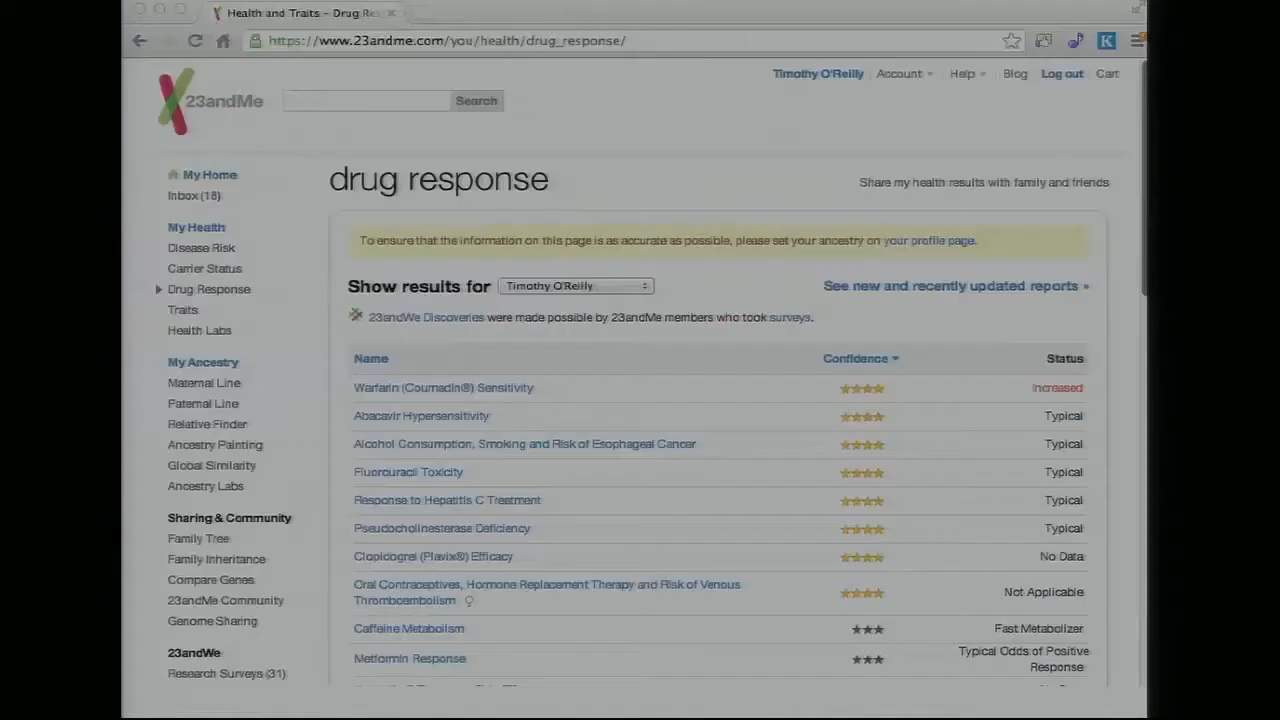 Health and Traits – Drug Res
https://www.23andme.com/you/health/drug_response/
K
Timothy O'Reilly Account Help Blog Log out Cart
23andMe
Search
My Home
Inbox (18)
My Health
Disease Risk
Carrier Status
Drug Response
Traits
Health Labs
My Ancestry
Maternal Line
Paternal Line
Relative Finder
Ancestry Painting
Global Similarity
Ancestry Labs
Sharing & Community
Family Tree
Family Inheritance
Compare Genes
23andMe Community
Genome Sharing
23andWe
Research Surveys (31)
drug response
Share my health results with family and friends
To ensure that the information on this page is as accurate as possible, please set your ancestry on your profile page.
Show results for Timothy O'Reilly See new and recently updated reports »
23andWe Discoveries were made possible by 23andMe members who took surveys.
Name Confidence Status
Warfarin (Coumadin®) Sensitivity Increased
Abacavir Hypersensitivity Typical
Alcohol Consumption, Smoking and Risk of Esophageal Cancer Typical
Fluorouracil Toxicity Typical
Response to Hepatitis C Treatment Typical
Pseudocholinesterase Deficiency Typical
Clopidogrel (Plavix®) Efficacy No Data
Oral Contraceptives, Hormone Replacement Therapy and Risk of Venous
Thromboembolism ♀ Not Applicable
Caffeine Metabolism Fast Metabolizer
Metformin Response Typical Odds of Positive
Response